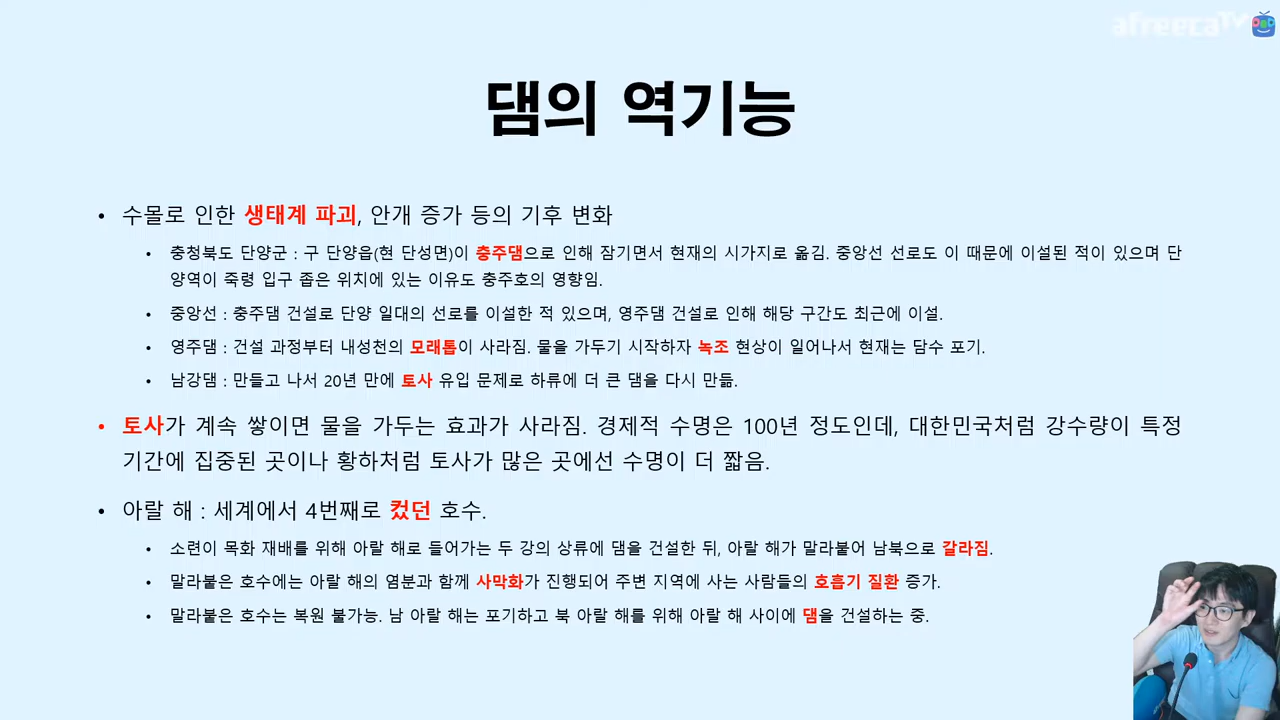 afreecaTV
댐의 역기능
• 수몰로 인한 생태계 파괴, 안개 증가 등의 기후 변화
• 충청북도 단양군 : 구 단양읍(현 단성면)이 충주댐으로 인해 잠기면서 현재의 시가지로 옮김. 중앙선 선로도 이 때문에 이설된 적이 있으며 단
양역이 죽령 입구 좁은 위치에 있는 이유도 충주호의 영향임.
• 중앙선 : 충주댐 건설로 단양 일대의 선로를 이설한 적 있으며, 영주댐 건설로 인해 해당 구간도 최근에 이설.
• 영주댐 : 건설 과정부터 내성천의 모래톱이 사라짐. 물을 가두기 시작하자 녹조 현상이 일어나서 현재는 담수 포기.
• 남강댐 : 만들고 나서 20년 만에 토사 유입 문제로 하류에 더 큰 댐을 다시 만듦.
• 토사가 계속 쌓이면 물을 가두는 효과가 사라짐. 경제적 수명은 100년 정도인데, 대한민국처럼 강수량이 특정
기간에 집중된 곳이나 황하처럼 토사가 많은 곳에선 수명이 더 짧음.
• 아랄 해 : 세계에서 4번째로 컸던 호수.
• 소련이 목화 재배를 위해 아랄 해로 들어가는 두 강의 상류에 댐을 건설한 뒤, 아랄 해가 말라붙어 남북으로 갈라짐.
• 말라붙은 호수에는 아랄 해의 염분과 함께 사막화가 진행되어 주변 지역에 사는 사람들의 호흡기 질환 증가.
• 말라붙은 호수는 복원 불가능. 남 아랄 해는 포기하고 북 아랄 해를 위해 아랄 해 사이에 댐을 건설하는 중.